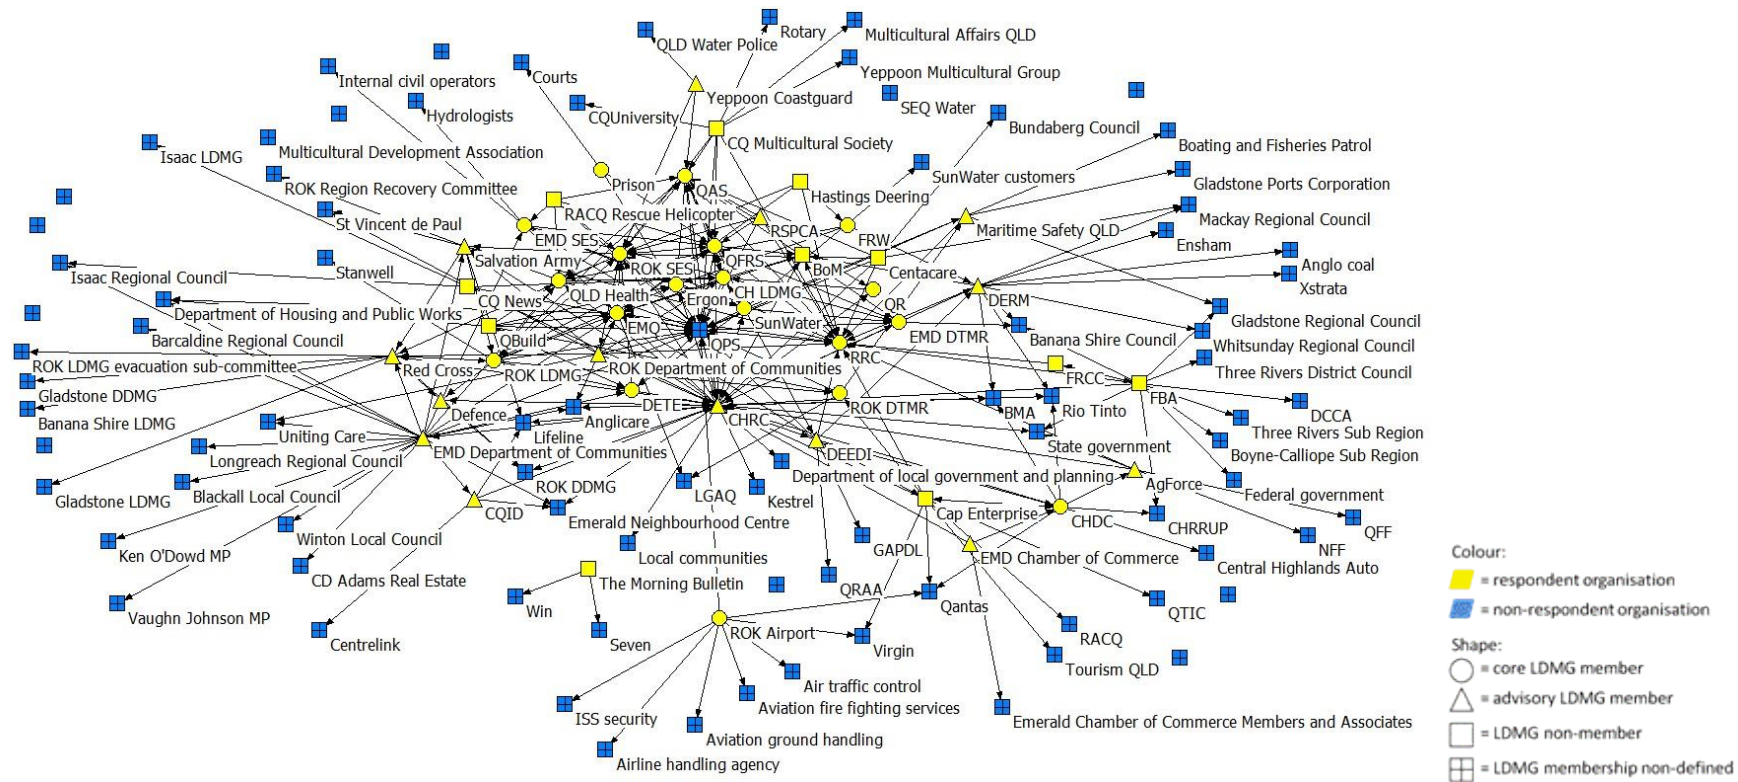 QLD Water Police
Rotary
Multicultural Affairs QLD
Internal civil operators
Courts
Yeppoon Multicultural Group
Yeppoon Coastguard
SEQ Water
Hydrologists
CQUniversity
Bundaberg Council
CQ Multicultural Society
Boating and Fisheries Patrol
Isaac LDMG
Multicultural Development Association
SunWater customers
Gladstone Ports Corporation
ROK Region Recovery Committee
Prison
QAS
Hastings Deering
Mackay Regional Council
St Vincent de Paul
RACQ Rescue Helicopter
RSPCA
Maritime Safety QLD
EMD SES
FRW
Ensham
Salvation Army
ROK SES
QFRS
BoM
Centacare
Anglo coal
Stanwell
Isaac Regional Council
Xstrata
QLD Health
CH LDMG
CQ News
Ergon
QR
DERM
Department of Housing and Public Works
Gladstone Regional Council
EMQ
SunWater
EMD DTMR
Barcaldine Regional Council
QBuild
QPS
Banana Shire Council
Whitsunday Regional Council
RRC
ROK LDMG evacuation sub-committee
Red Cross
ROK LDMG
ROK Department of Communities
FRCC
Three Rivers District Council
Gladstone DDMG
FBA
Defence
DETE
Anglicare
CHRC
ROK DTMR
BMA
Rio Tinto
DCCA
Banana Shire LDMG
Uniting Care
Lifeline
State government
Three Rivers Sub Region
EMD Department of Communities
DEEDI
Boyne-Calliope Sub Region
Longreach Regional Council
Department of local government and planning
AgForce
ROK DDMG
Blackall Local Council
LGAQ
Kestrel
Federal government
Gladstone LDMG
CQID
Emerald Neighbourhood Centre
Cap Enterprise
CHDC
CHRRUP
QFF
Winton Local Council
Ken O'Dowd MP
Local communities
GAPDL
EMD Chamber of Commerce
NFF
Central Highlands Auto
CD Adams Real Estate
The Morning Bulletin
Win
QRAA
Qantas
QTIC
Vaughn Johnson MP
Centrelink
Seven
ROK Airport
Virgin
RACQ
Tourism QLD
Air traffic control
Aviation fire fighting services
ISS security
Emerald Chamber of Commerce Members and Associates
Aviation ground handling
Airline handling agency
Colour:
= respondent organisation
= non-respondent organisation
Shape:
= core LDMG member
= advisory LDMG member
= LDMG non-member
= LDMG membership non-defined